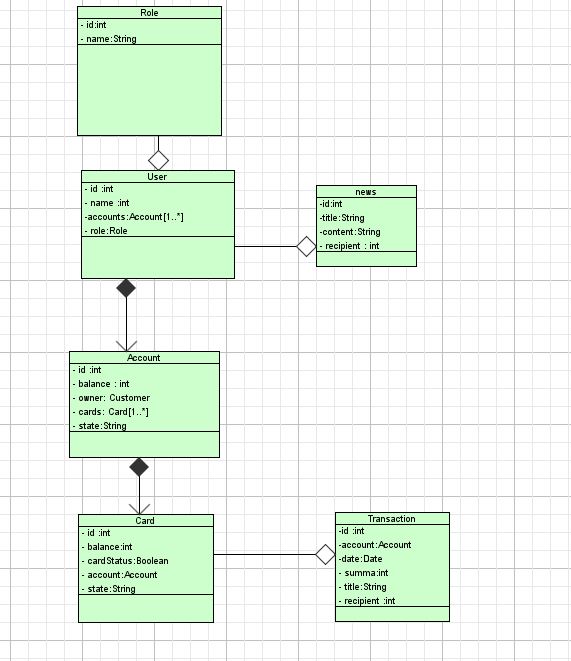 Role
- id:int
- name:String
User
- id :int
- name :int
-accounts:Account[1..*]
- role:Role
news
-id:int
-title:String
-content:String
- recipient : int
Account
- id :int
- balance : int
- owner: Customer
- cards: Card[1..*]
- state:String
Card
- id :int
- balance:int
- cardStatus:Boolean
- account:Account
- state:String
Transaction
-id :int
-account:Account
-date:Date
- summa:int
- title:String
- recipient :int